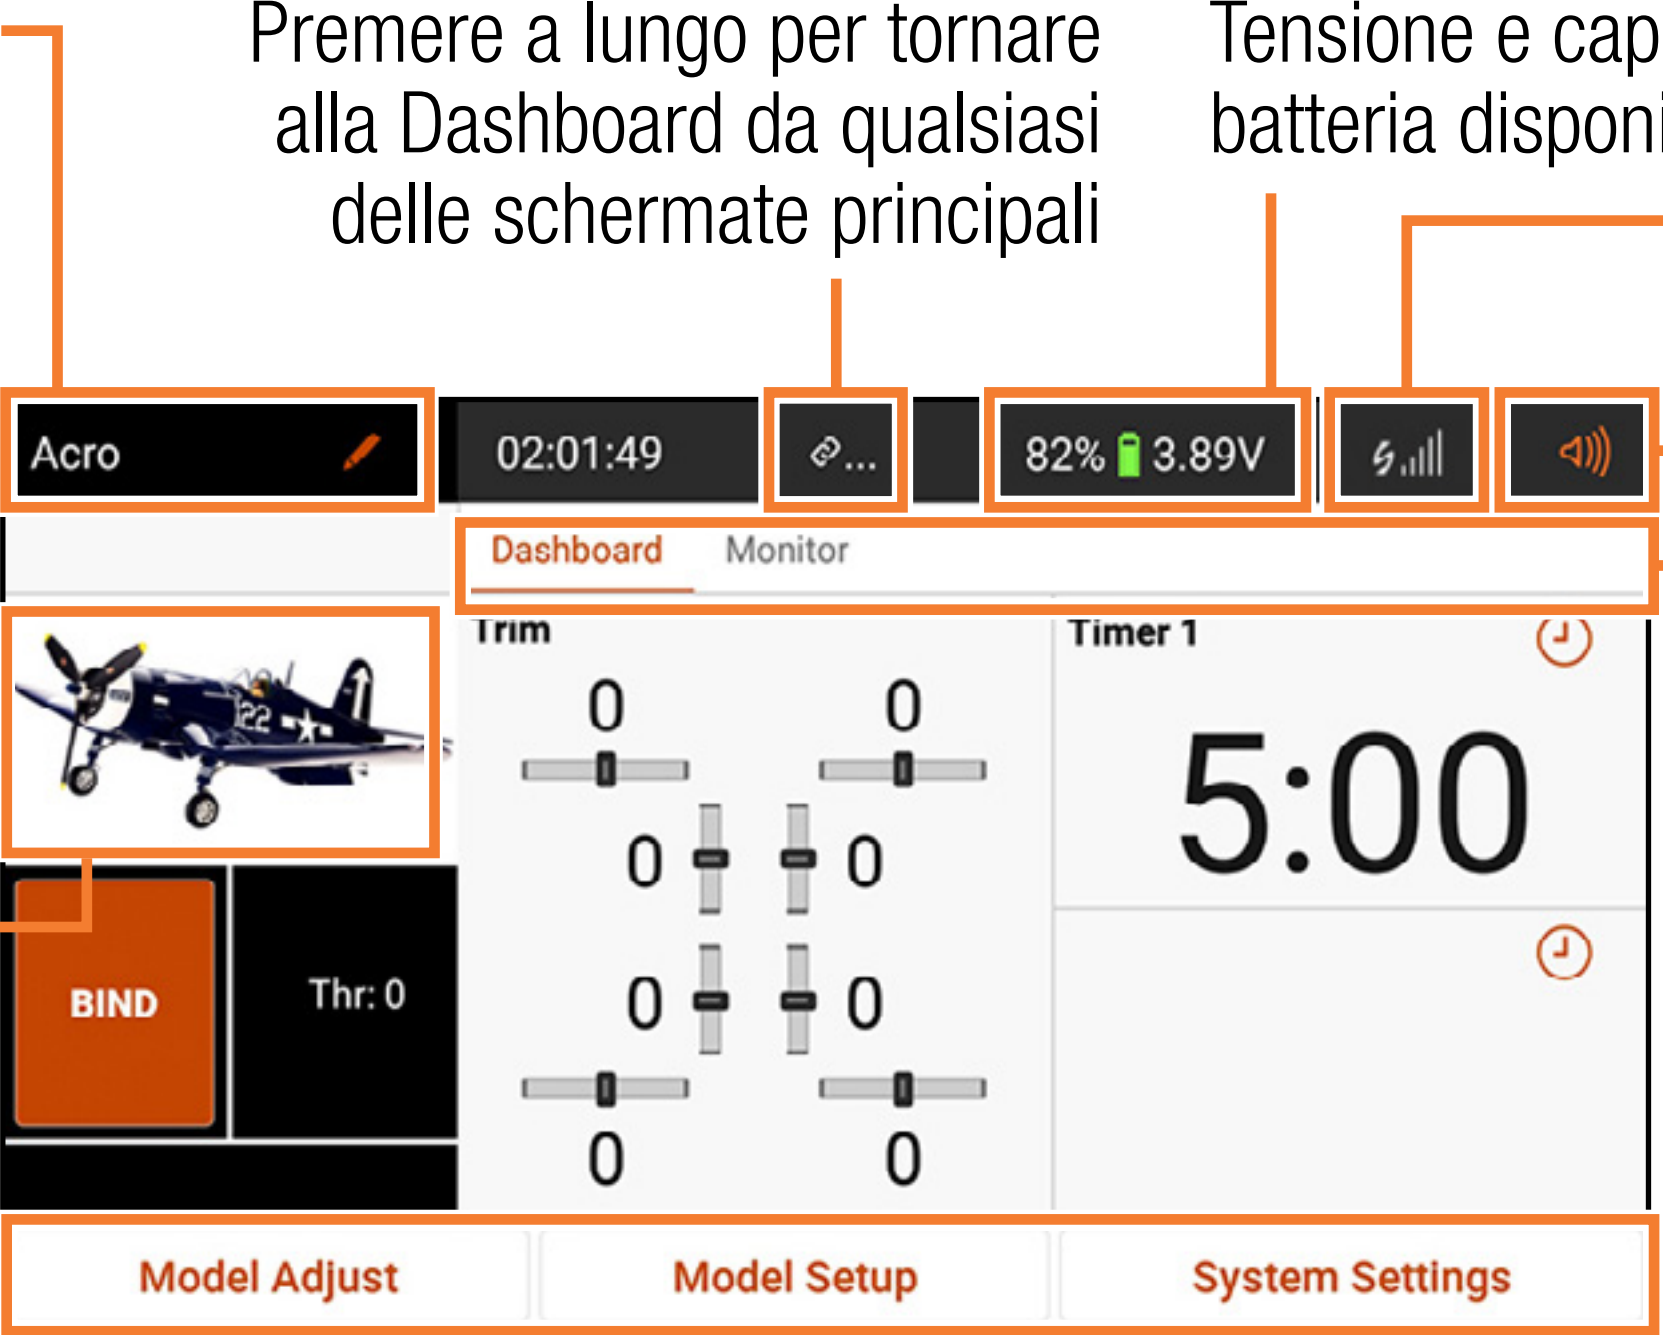 Premere a lungo per tornare
alla Dashboard da qualsiasi
delle schermate principali
Tensione e cap
batteria disponi
Acro
02:01:49
...
82% 3.89V
Dashboard Monitor
Trim
0 0
0 0
0 0
0 0
Timer 1
5:00
122
BIND
Thr: 0
Model Adjust
Model Setup
System Settings